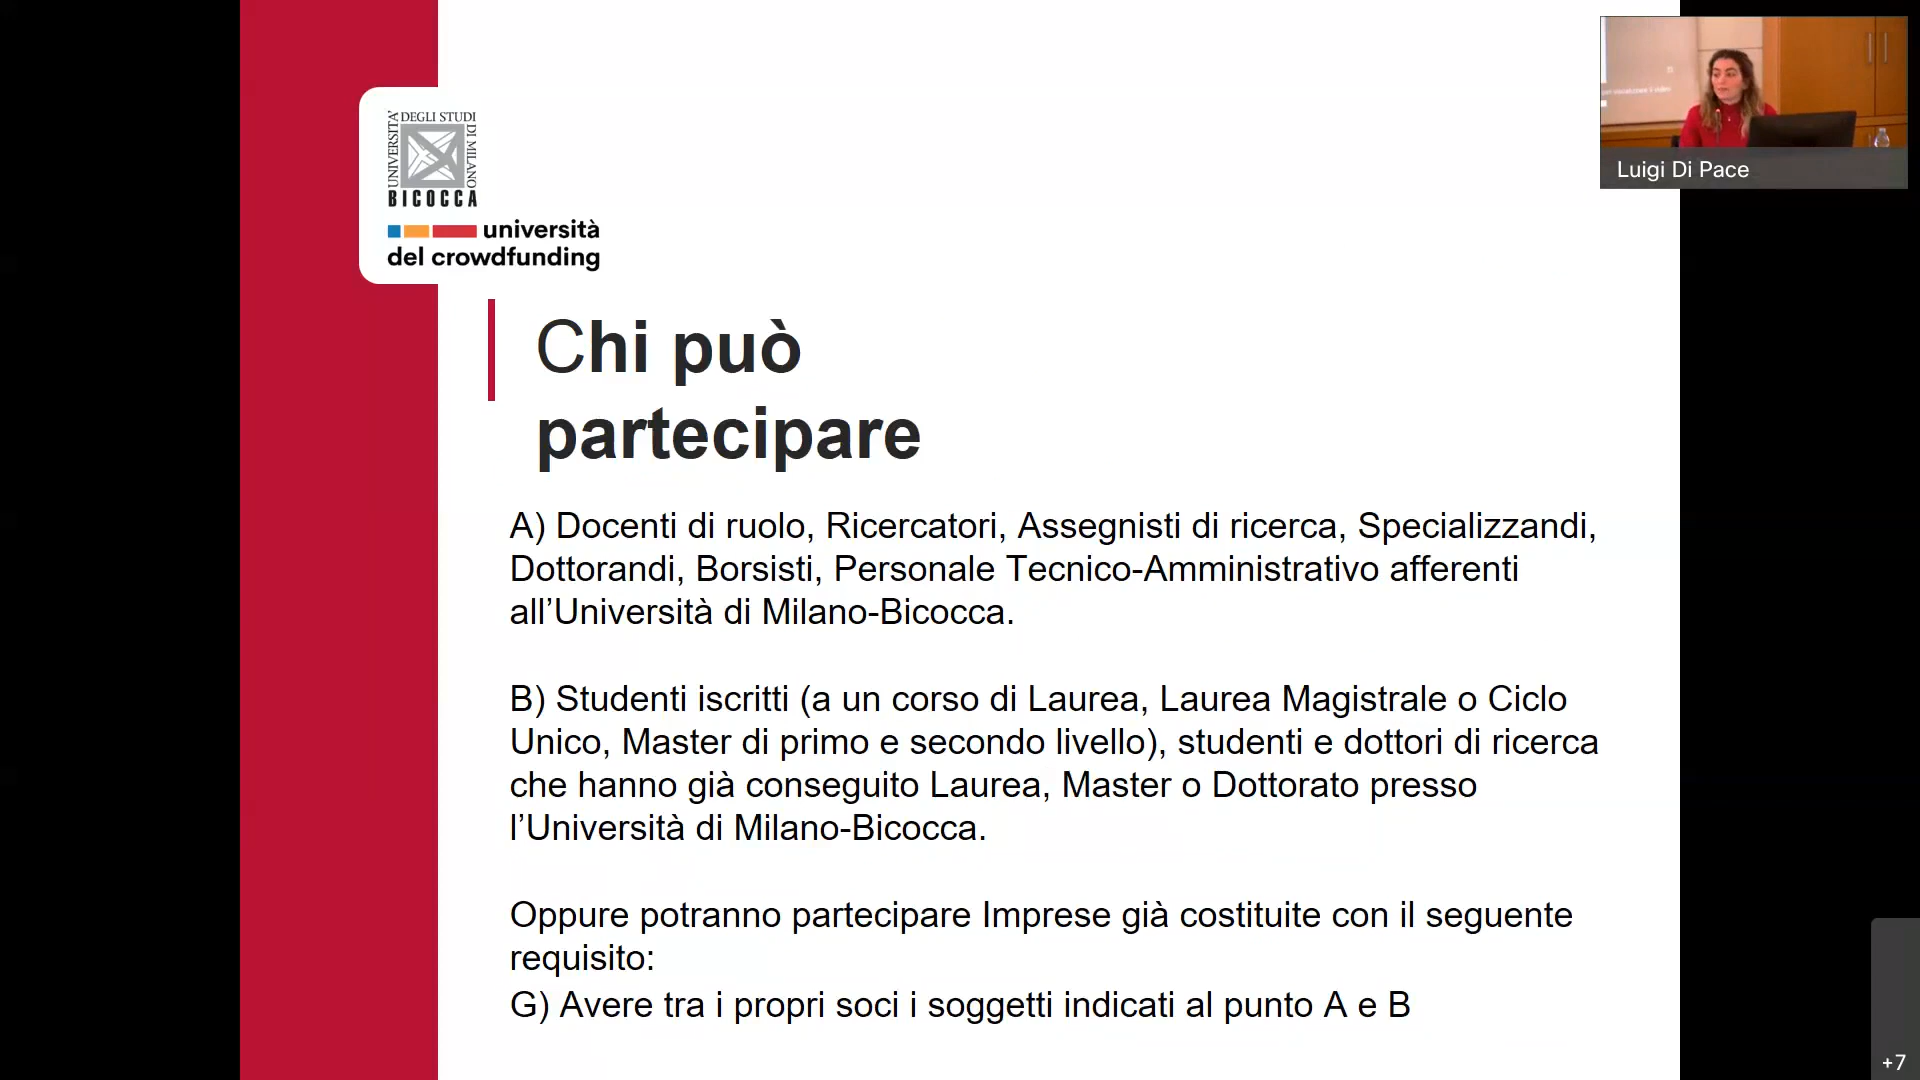 UNIVERSITA' DEGLI STUDI DI MILANO
BICOCCA
università
del crowdfunding
Chi può
partecipare
A) Docenti di ruolo, Ricercatori, Assegnisti di ricerca, Specializzandi,
Dottorandi, Borsisti, Personale Tecnico-Amministrativo afferenti
all’Università di Milano-Bicocca.
B) Studenti iscritti (a un corso di Laurea, Laurea Magistrale o Ciclo
Unico, Master di primo e secondo livello), studenti e dottori di ricerca
che hanno già conseguito Laurea, Master o Dottorato presso
l’Università di Milano-Bicocca.
Oppure potranno partecipare Imprese già costituite con il seguente
requisito:
G) Avere tra i propri soci i soggetti indicati al punto A e B
Luigi Di Pace
+7